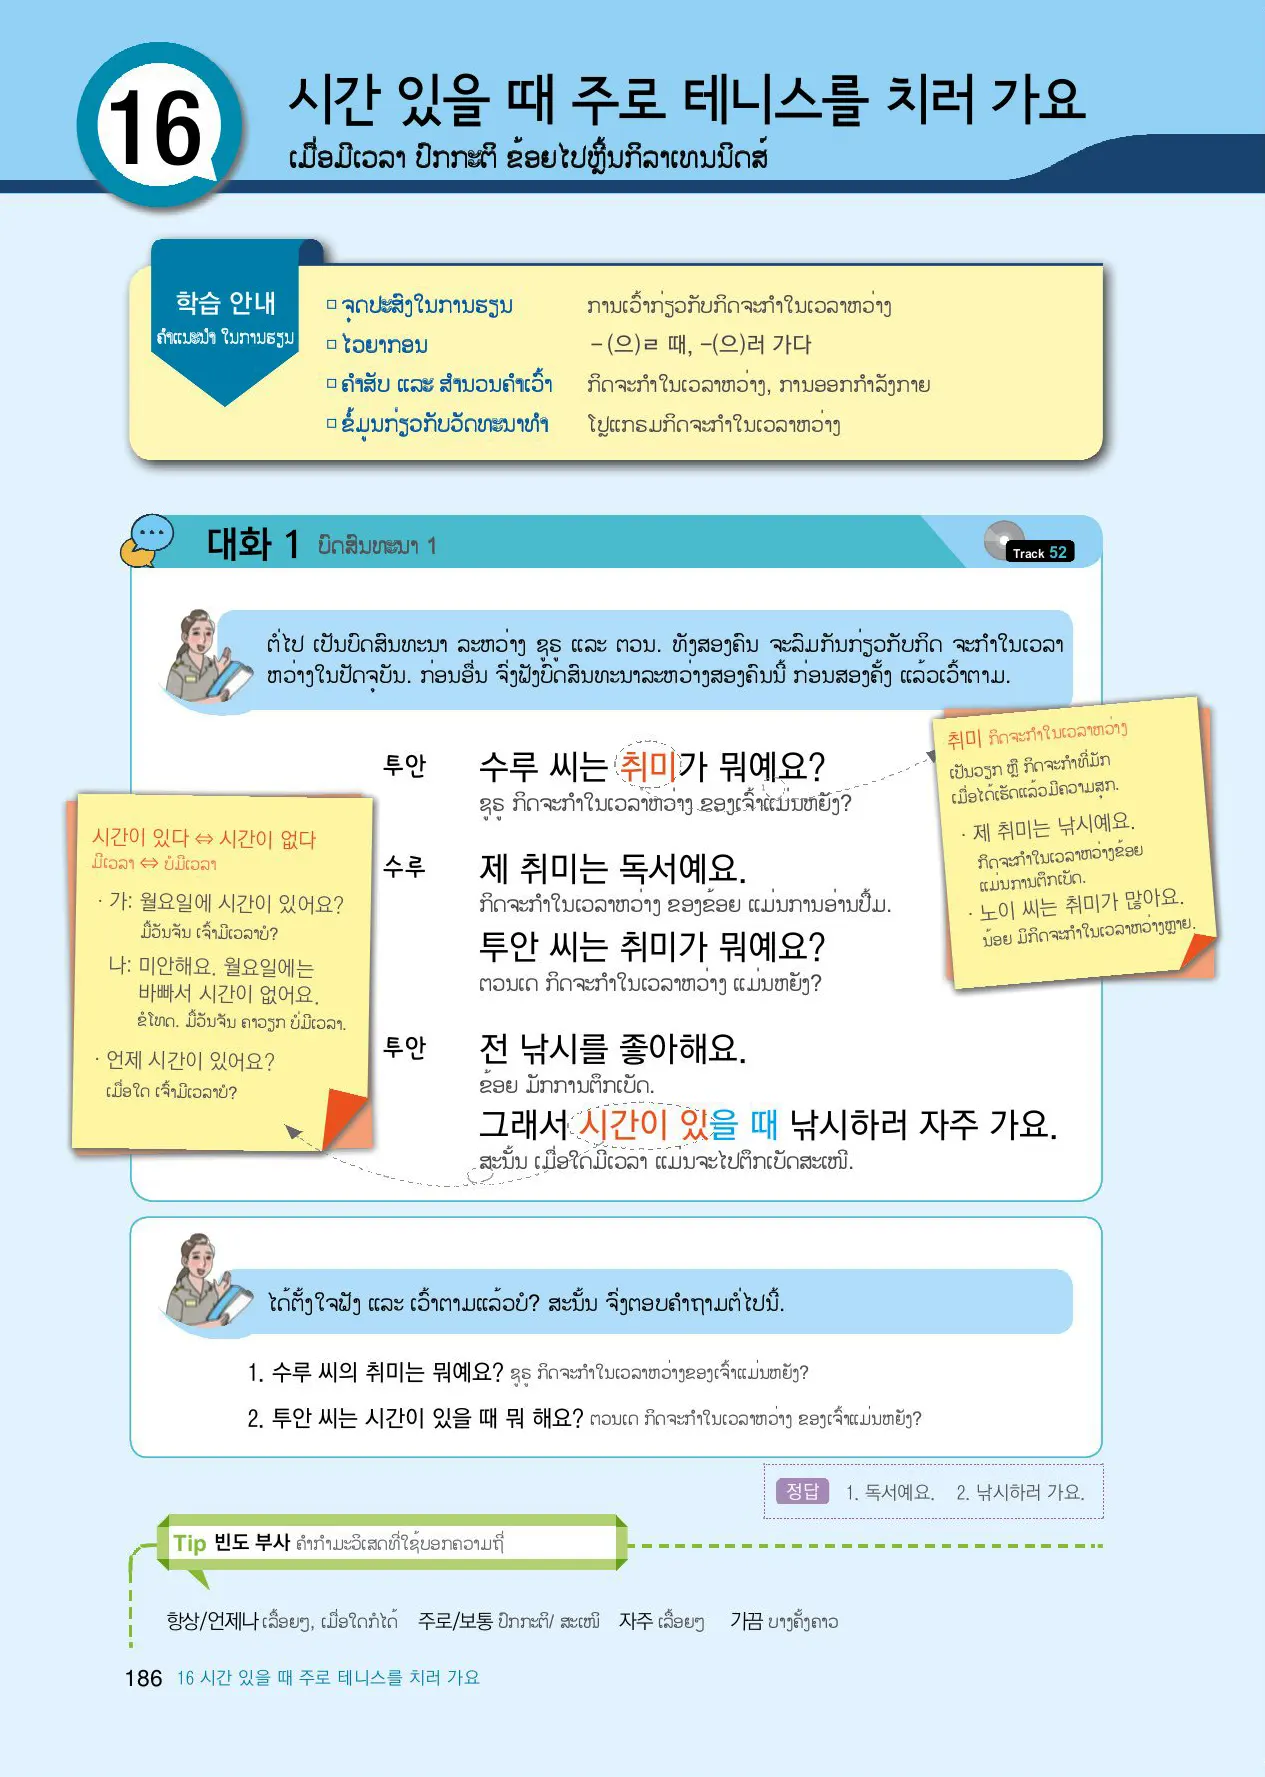 16
시간 있을 때 주로 테니스를 치러 가요
ເມື່ອມີເວລາ ປົກກະຕິ ຂ້ອຍໄປຫຼິ້ນກິລາເທນນິດສ໌
학습 안내
ຄຳແນະນຳ ໃນການຮຽນ
□ ຈຸດປະສົງໃນການຮຽນ ການເວົ້າກ່ຽວກັບກິດຈະກຳໃນເວລາຫວ່າງ
□ ໄວຍາກອນ –(으)ㄹ 때, –(으)러 가다
□ ຄຳສັບ ແລະ ສຳນວນຄຳເວົ້າ ກິດຈະກຳໃນເວລາຫວ່າງ, ການອອກກຳລັງກາຍ
□ ຂໍ້ມູນກ່ຽວກັບວັດທະນາທຳ ໂປຼແກຣມກິດຈະກຳໃນເວລາຫວ່າງ
대화 1 ບົດສົນທະນາ 1
Track 52
ຕໍ່ໄປ ເປັນບົດສົນທະນາ ລະຫວ່າງ ຊູຣູ ແລະ ຕວນ. ທັງສອງຄົນ ຈະລົມກັນກ່ຽວກັບກິດ ຈະກຳໃນເວລາ
ຫວ່າງໃນປັດຈຸບັນ. ກ່ອນອື່ນ ຈົ່ງຟັງບົດສົນທະນາລະຫວ່າງສອງຄົນນີ້ ກ່ອນສອງຄັ້ງ ແລ້ວເວົ້າຕາມ.
투안 수루 씨는 취미가 뭐예요?
ຊູຣູ ກິດຈະກຳໃນເວລາຫວ່າງ ຂອງເຈົ້າແມ່ນຫຍັງ?
수루 제 취미는 독서예요.
ກິດຈະກຳໃນເວລາຫວ່າງ ຂອງຂ້ອຍ ແມ່ນການອ່ານປຶ້ມ.
투안 씨는 취미가 뭐예요?
ຕວນເດ ກິດຈະກຳໃນເວລາຫວ່າງ ແມ່ນຫຍັງ?
투안 전 낚시를 좋아해요.
ຂ້ອຍ ມັກການຕຶກເບັດ.
그래서 시간이 있을 때 낚시하러 자주 가요.
ສະນັ້ນ ເມື່ອໃດມີເວລາ ແມ່ນຈະໄປຕຶກເບັດສະເໝີ.
취미 ກິດຈະກຳໃນເວລາຫວ່າງ
ເປັນວຽກ ຫຼື ກິດຈະກຳທີ່ມັກ
ເມື່ອໄດ້ເຮັດແລ້ວມີຄວາມສຸກ.
· 제 취미는 낚시예요.
ກິດຈະກຳໃນເວລາຫວ່າງຂ້ອຍ
ແມ່ນການຕຶກເບັດ.
· 노이 씨는 취미가 많아요.
ນ້ອຍ ມີກິດຈະກຳໃນເວລາຫວ່າງຫຼາຍ.
시간이 있다 ⇔ 시간이 없다
ມີເວລາ ⇔ ບໍ່ມີເວລາ
· 가: 월요일에 시간이 있어요?
ມື້ວັນຈັນ ເຈົ້າມີເວລາບໍ?
나: 미안해요. 월요일에는
바빠서 시간이 없어요.
ຂໍໂທດ. ມື້ວັນຈັນ ຄາວຽກ ບໍ່ມີເວລາ.
· 언제 시간이 있어요?
ເມື່ອໃດ ເຈົ້າມີເວລາບໍ?
ໄດ້ຕັ້ງໃຈຟັງ ແລະ ເວົ້າຕາມແລ້ວບໍ? ສະນັ້ນ ຈົ່ງຕອບຄຳຖາມຕໍ່ໄປນີ້.
1. 수루 씨의 취미는 뭐예요? ຊູຣູ ກິດຈະກຳໃນເວລາຫວ່າງຂອງເຈົ້າແມ່ນຫຍັງ?
2. 투안 씨는 시간이 있을 때 뭐 해요? ຕວນເດ ກິດຈະກຳໃນເວລາຫວ່າງ ຂອງເຈົ້າແມ່ນຫຍັງ?
정답 1. 독서예요. 2. 낚시하러 가요.
Tip 빈도 부사 ຄຳກຳມະວິເສດທີ່ໃຊ້ບອກຄວາມຖີ່
항상/언제나 ເລື້ອຍໆ, ເມື່ອໃດກໍໄດ້ 주로/보통 ປົກກະຕິ/ ສະເໝີ 자주 ເລື້ອຍໆ 가끔 ບາງຄັ້ງຄາວ
186 16 시간 있을 때 주로 테니스를 치러 가요